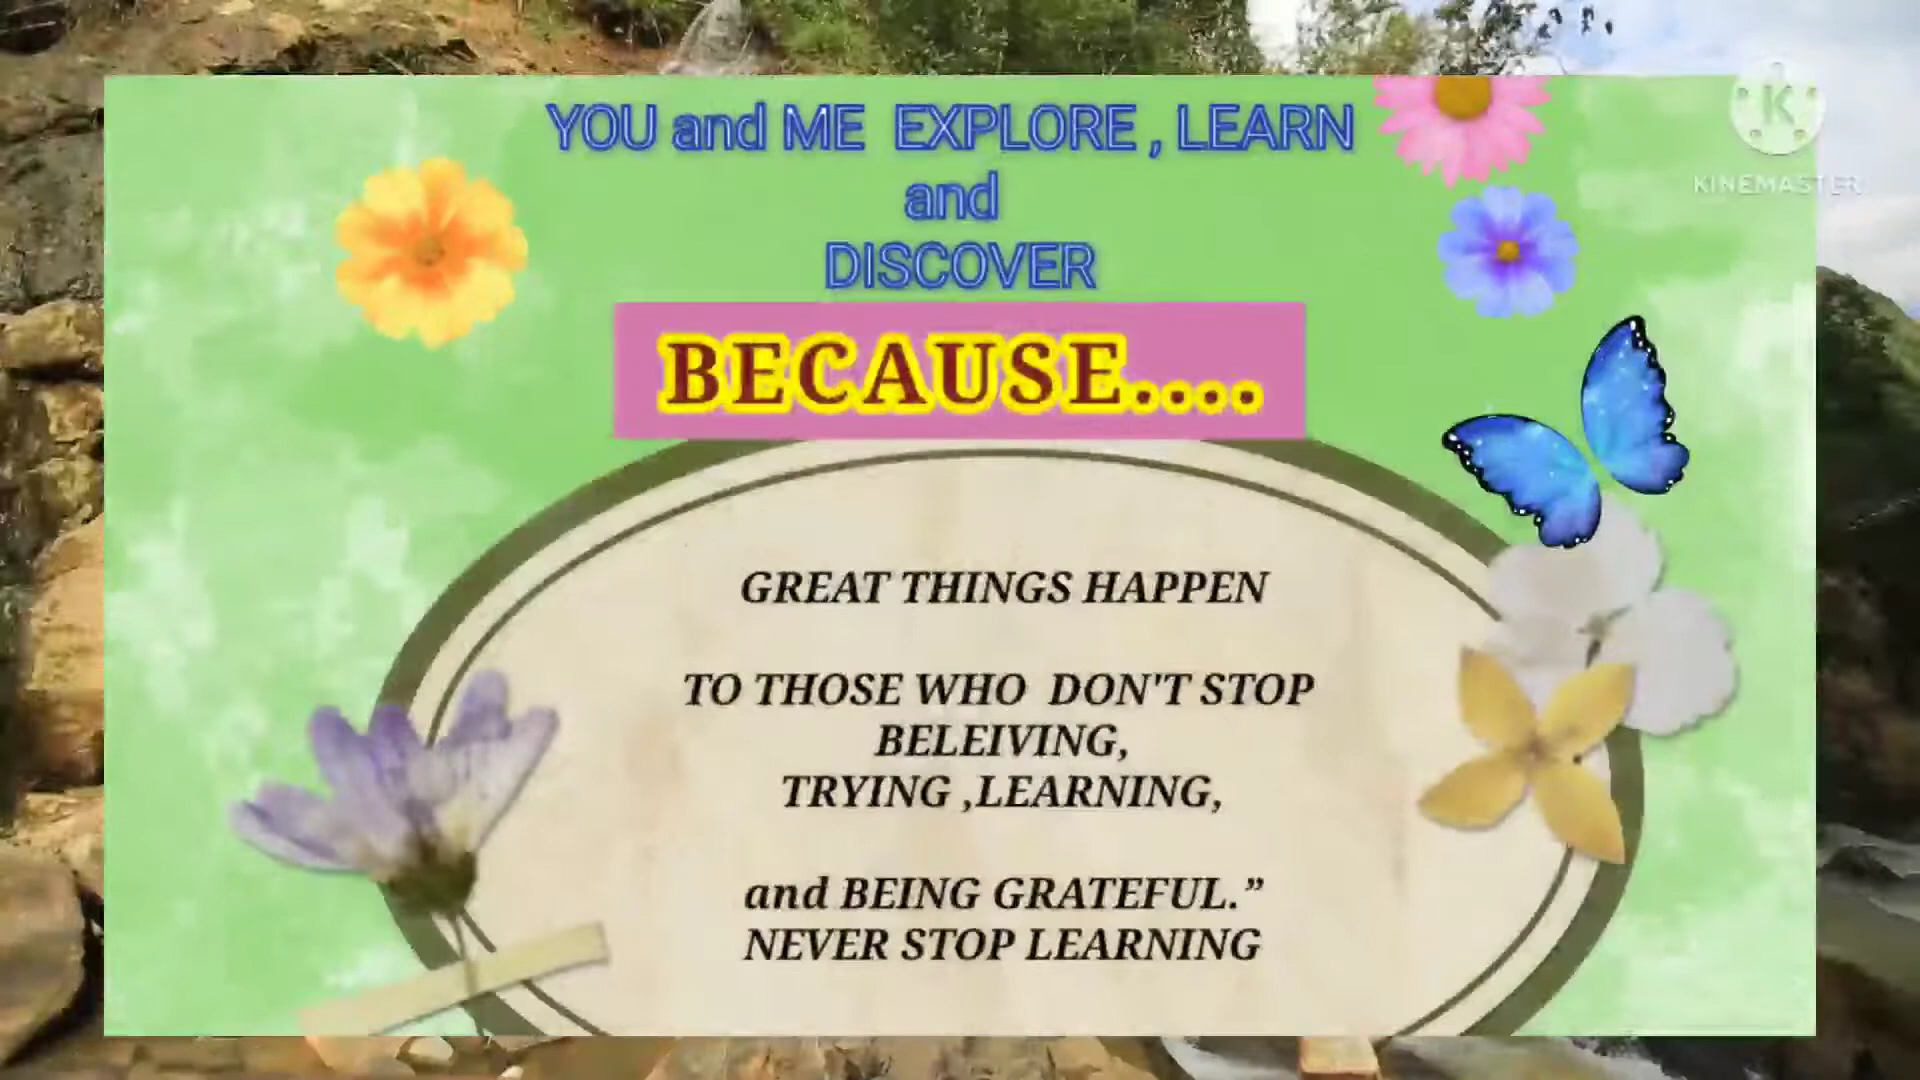 YOU and ME EXPLORE , LEARN
and
DISCOVER
BECAUSE....
GREAT THINGS HAPPEN
TO THOSE WHO DON'T STOP
BELEIVING,
TRYING ,LEARNING,
and BEING GRATEFUL.”
NEVER STOP LEARNING
K
KINEMASTER